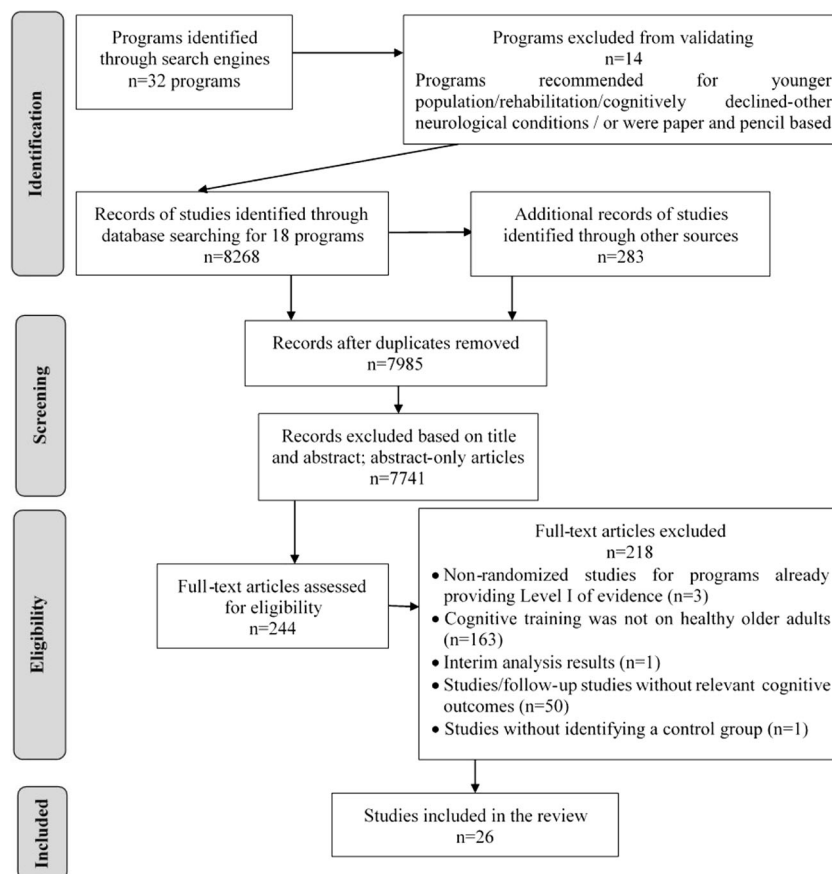 Identification
Programs identified
through search engines
n=32 programs
Programs excluded from validating
n=14
Programs recommended for younger
population/rehabilitation/cognitively declined-other
neurological conditions / or were paper and pencil based
Records of studies identified through
database searching for 18 programs
n=8268
Additional records of studies
identified through other sources
n=283
Screening
Records after duplicates removed
n=7985
Records excluded based on title
and abstract; abstract-only articles
n=7741
Eligibility
Full-text articles assessed
for eligibility
n=244
Full-text articles excluded
n=218
• Non-randomized studies for programs already
providing Level I of evidence (n=3)
• Cognitive training was not on healthy older adults
(n=163)
• Interim analysis results (n=1)
• Studies/follow-up studies without relevant cognitive
outcomes (n=50)
• Studies without identifying a control group (n=1)
Included
Studies included in the review
n=26